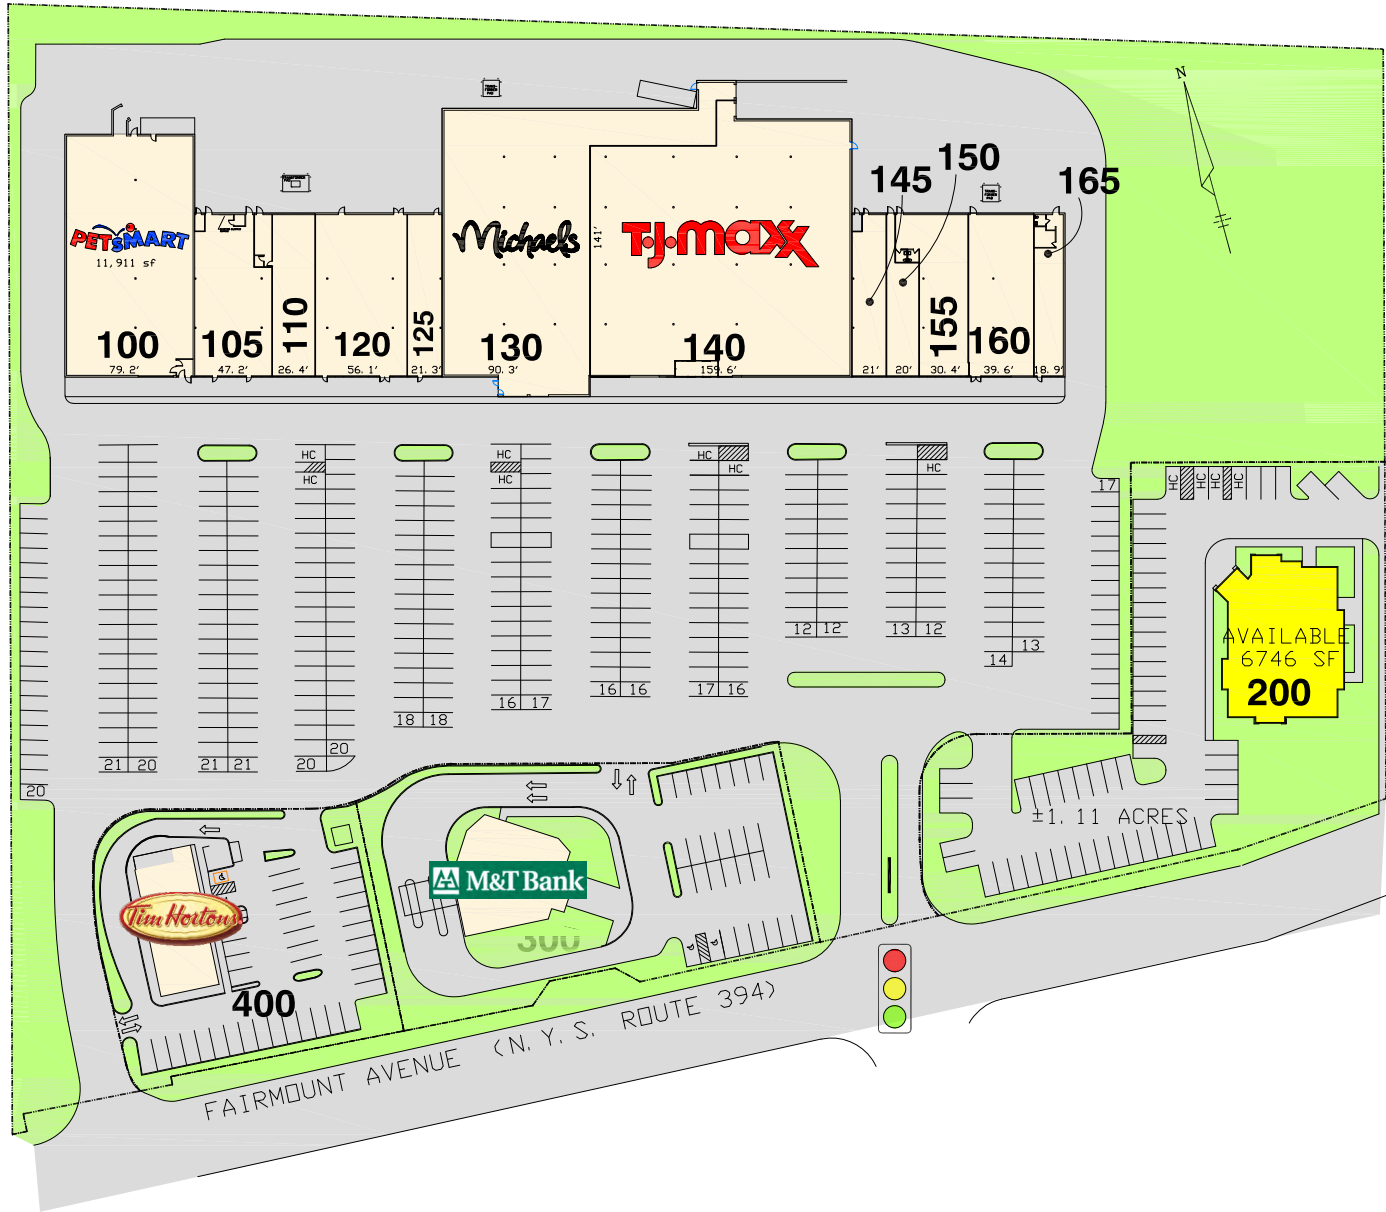 N
145
150
165
PETSMART
11,911 sf
Michaels
141'
T·J·maxx
100
105
110
120
125
130
140
155
160
79.2'
47.2'
26.4'
56.1'
21.3'
90.3'
159.6'
21'
20'
30.4'
39.6'
18.9'
HC
HC
HC
HC
HC
HC
HC
17
HC
HC
HC
HC
12 12
13 12
13
14
16 16
17 16
16 17
18 18
20
20
21 20
21 21
20
AVAILABLE
6746 SF
200
±1.11 ACRES
M&T Bank
300
Tim Hortons
400
FAIRMOUNT AVENUE (N.Y.S. ROUTE 394)